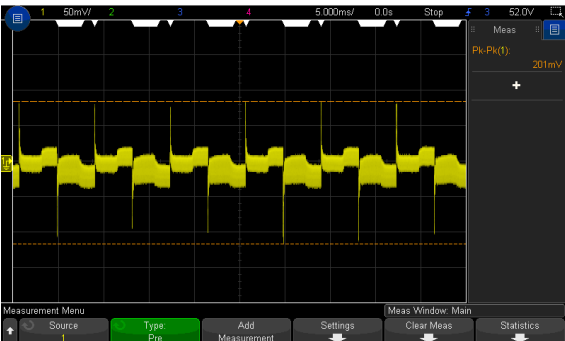 1 50mV/ 2 3 4 5.000ms/ 0.0s Stop 3 52.0V
Meas
Pk-Pk(1):
201mV
+
Measurement Menu
Meas Window: Main
Source
1
Type:
Pre
Add
Measurement
Settings
Clear Meas
Statistics